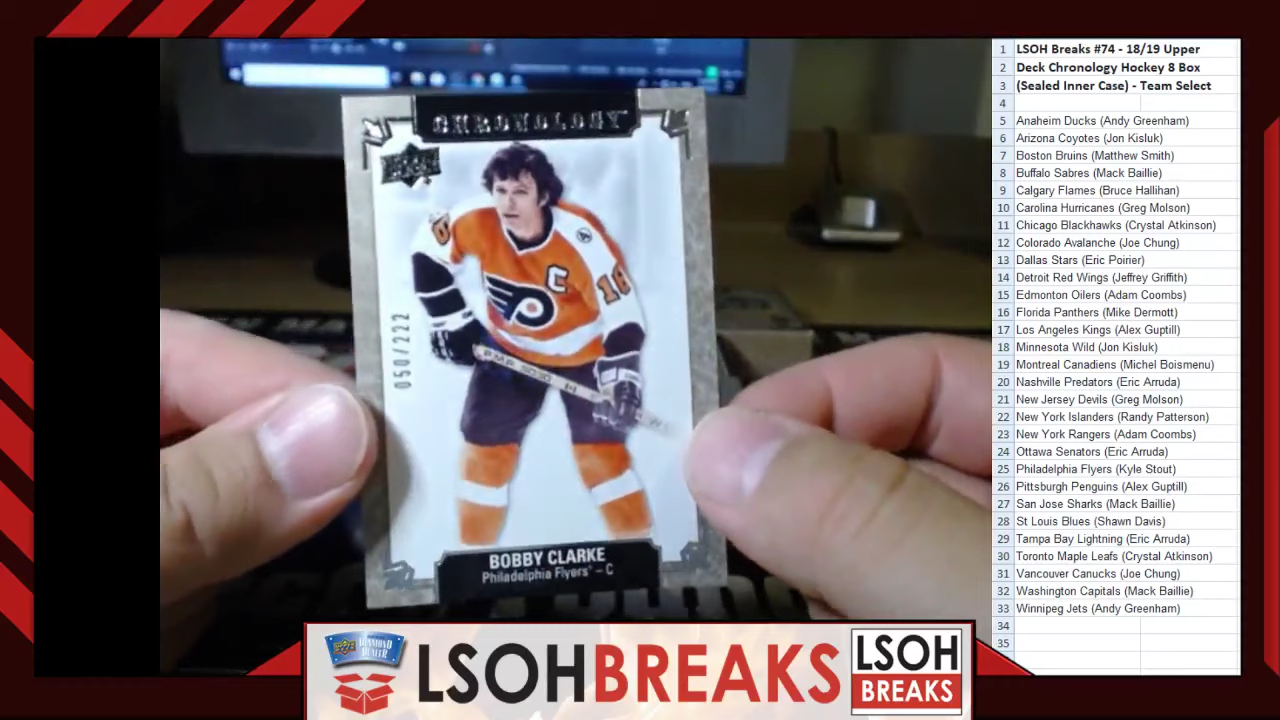 CHRONOLOGY
UPPER DECK
C
16
050/222
BOBBY CLARKE
Philadelphia Flyers® – C
1 LSOH Breaks #74 - 18/19 Upper
2 Deck Chronology Hockey 8 Box
3 (Sealed Inner Case) - Team Select
4
5 Anaheim Ducks (Andy Greenham)
6 Arizona Coyotes (Jon Kisluk)
7 Boston Bruins (Matthew Smith)
8 Buffalo Sabres (Mack Baillie)
9 Calgary Flames (Bruce Hallihan)
10 Carolina Hurricanes (Greg Molson)
11 Chicago Blackhawks (Crystal Atkinson)
12 Colorado Avalanche (Joe Chung)
13 Dallas Stars (Eric Poirier)
14 Detroit Red Wings (Jeffrey Griffith)
15 Edmonton Oilers (Adam Coombs)
16 Florida Panthers (Mike Dermott)
17 Los Angeles Kings (Alex Guptill)
18 Minnesota Wild (Jon Kisluk)
19 Montreal Canadiens (Michel Boismenu)
20 Nashville Predators (Eric Arruda)
21 New Jersey Devils (Greg Molson)
22 New York Islanders (Randy Patterson)
23 New York Rangers (Adam Coombs)
24 Ottawa Senators (Eric Arruda)
25 Philadelphia Flyers (Kyle Stout)
26 Pittsburgh Penguins (Alex Guptill)
27 San Jose Sharks (Mack Baillie)
28 St Louis Blues (Shawn Davis)
29 Tampa Bay Lightning (Eric Arruda)
30 Toronto Maple Leafs (Crystal Atkinson)
31 Vancouver Canucks (Joe Chung)
32 Washington Capitals (Mack Baillie)
33 Winnipeg Jets (Andy Greenham)
34
35
DIAMOND
DEALER
LSOHBREAKS
LSOH
BREAKS